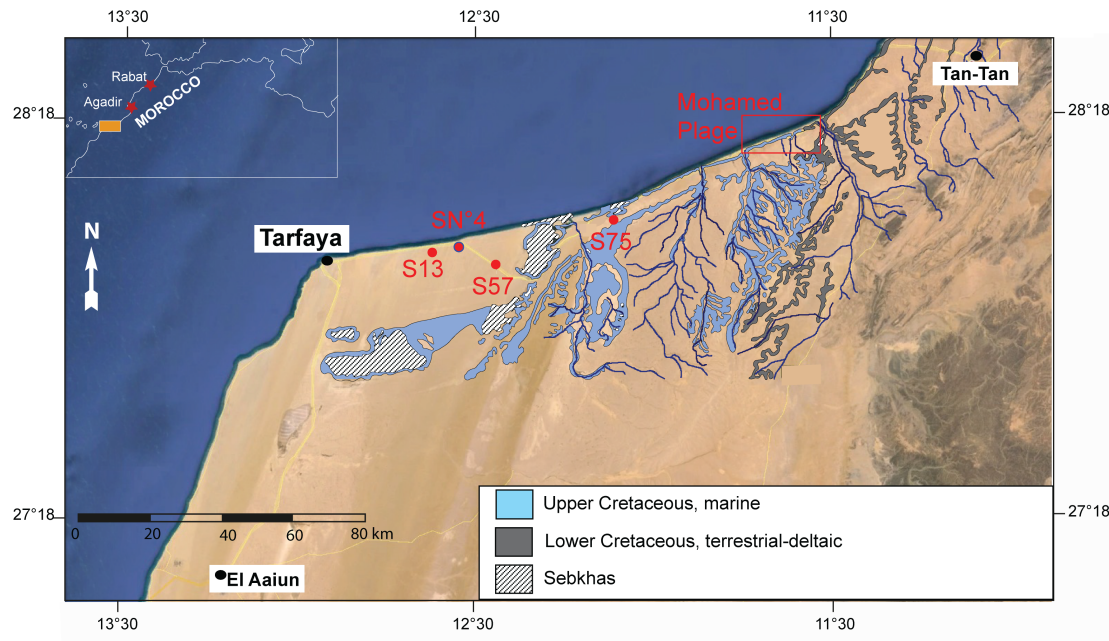 13°30
12°30
11°30
Rabat
Agadir
MOROCCO
Tan-Tan
28°18
28°18
Mohamed
Plage
N
Tarfaya
SN°4
S75
S13
S57
Upper Cretaceous, marine
27°18
27°18
0 20 40 60 80 km
Lower Cretaceous, terrestrial-deltaic
Sebkhas
El Aaiun
13°30
12°30
11°30